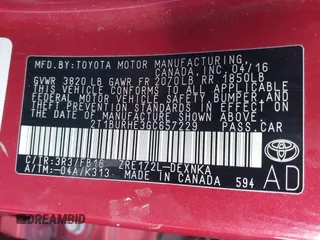 MFD.BY:TOYOTA MOTOR MANUFACTURING,
CANADA, INC. 04/16
GVWR 3820 LB GAWR FR 2070LB RR 1850LB
THIS VEHICLE CONFORMS TO ALL APPLICABLE
FEDERAL MOTOR VEHICLE SAFETY, BUMPER, AND
THEFT PREVENTION STANDARDS IN EFFECT ON
THE DATE OF MANUFACTURE SHOWN ABOVE.
2T1BURHE3GC657229 PASS.CAR
C/TR:3R3/FB16 ZRE172L-DEXNKA
A/TM:-04A/K313 MADE IN CANADA 594
AD
DREAMBID